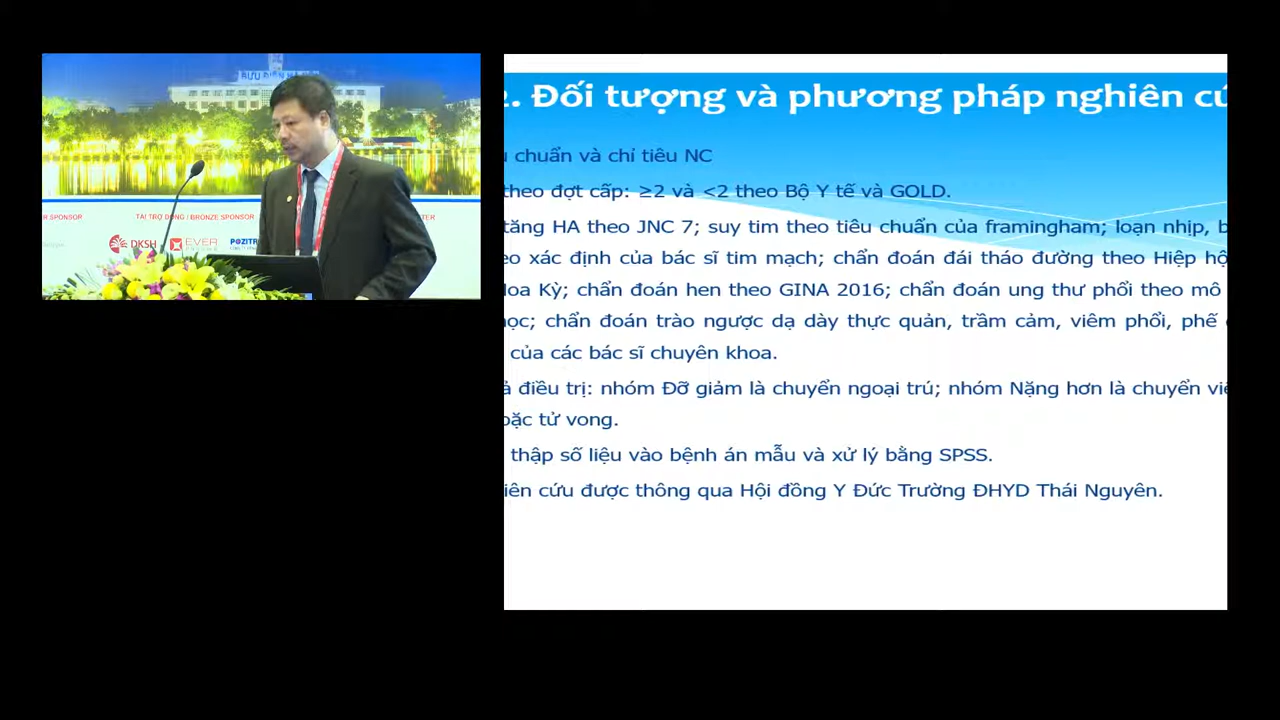 BƯU ĐIỆN HÀ NỘI
TÀI TRỢ ĐỒNG / BRONZE SPONSOR
DKSH
EVER
2. Đối tượng và phương pháp nghiên cứ
chuẩn và chỉ tiêu NC
theo đợt cấp: ≥2 và <2 theo Bộ Y tế và GOLD.
tăng HA theo JNC 7; suy tim theo tiêu chuẩn của framingham; loạn nhịp, b
xác định của bác sĩ tim mạch; chẩn đoán đái tháo đường theo Hiệp hộ
Hoa Kỳ; chẩn đoán hen theo GINA 2016; chẩn đoán ung thư phổi theo mô
học; chẩn đoán trào ngược dạ dày thực quản, trầm cảm, viêm phổi, phế
của các bác sĩ chuyên khoa.
điều trị: nhóm Đỡ giảm là chuyển ngoại trú; nhóm Nặng hơn là chuyển việ
oặc tử vong.
thập số liệu vào bệnh án mẫu và xử lý bằng SPSS.
iên cứu được thông qua Hội đồng Y Đức Trường ĐHYD Thái Nguyên.